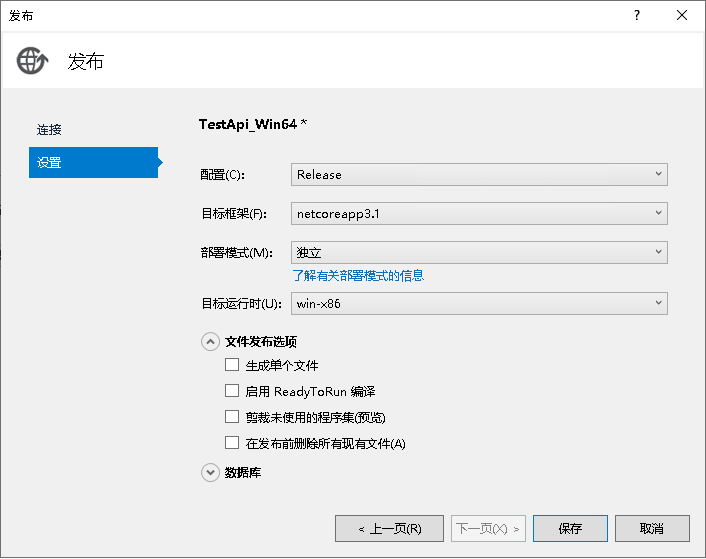 发布
?
发布
连接
设置
TestApi_Win64 *
配置(C): Release
目标框架(F): netcoreapp3.1
部署模式(M): 独立
了解有关部署模式的信息
目标运行时(U): win-x86
文件发布选项
生成单个文件
启用 ReadyToRun 编译
剪裁未使用的程序集(预览)
在发布前删除所有现有文件(A)
数据库
< 上一页(R) 下一页(X) > 保存 取消